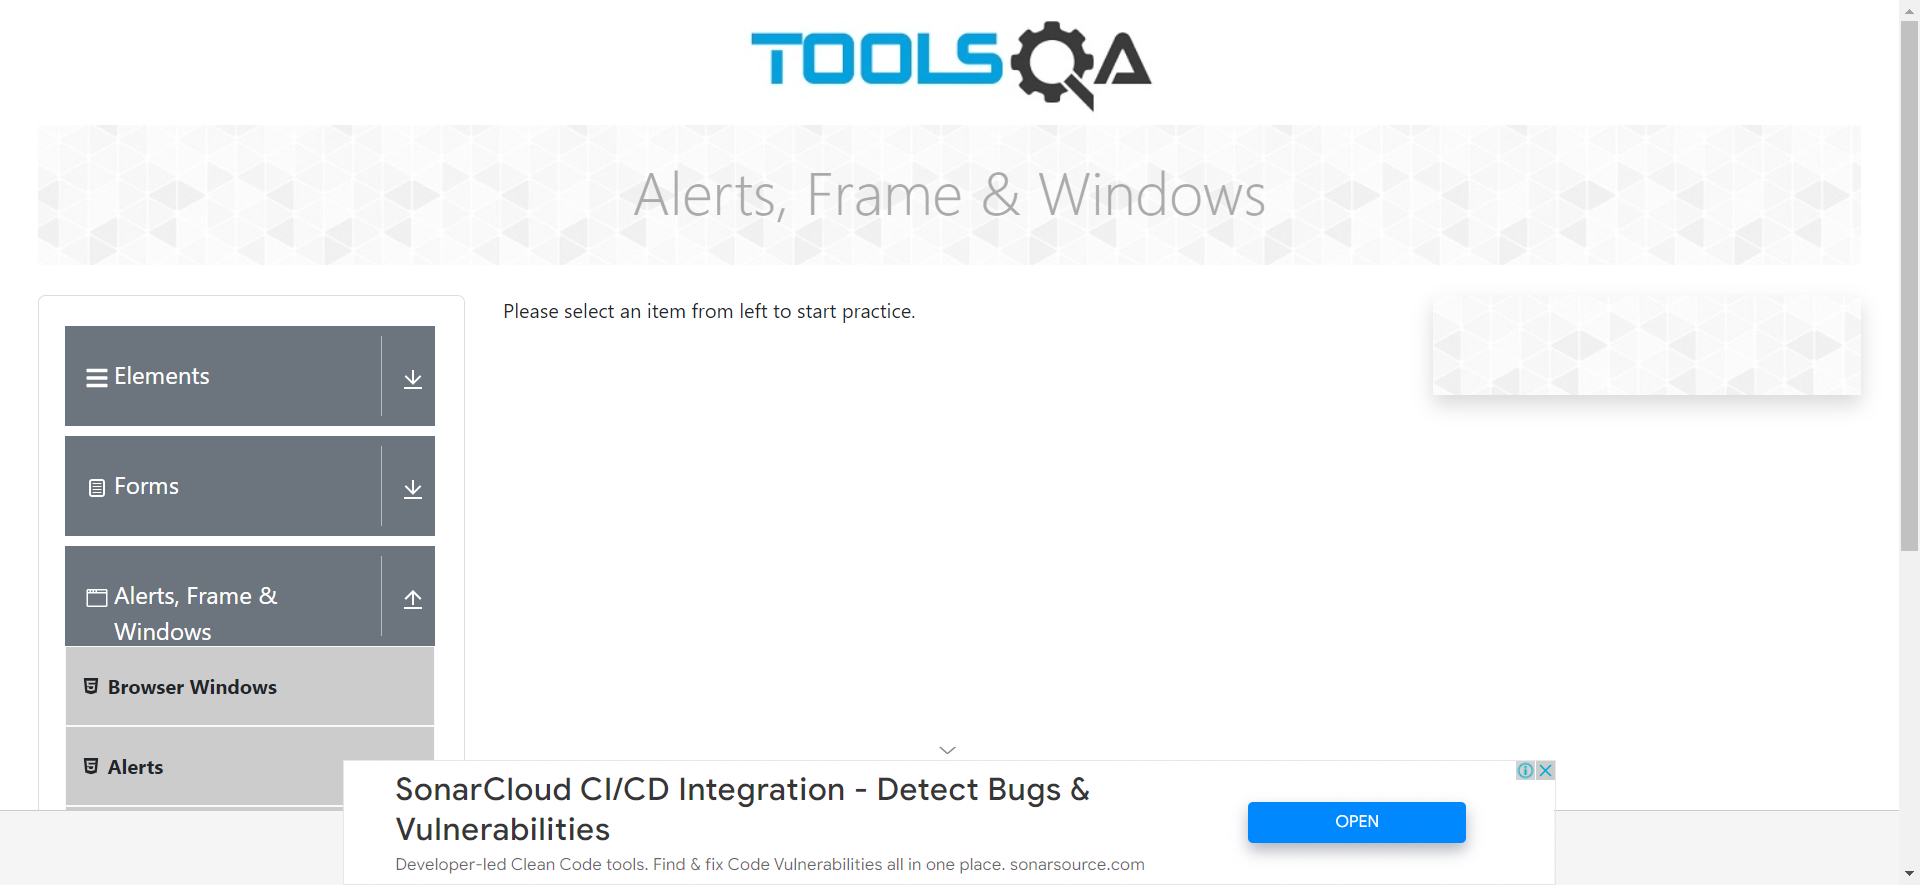 TOOLSQA
Alerts, Frame & Windows
Please select an item from left to start practice.
Elements
Forms
Alerts, Frame &
Windows
Browser Windows
Alerts
SonarCloud CI/CD Integration - Detect Bugs &
Vulnerabilities
Developer-led Clean Code tools. Find & fix Code Vulnerabilities all in one place. sonarsource.com
OPEN